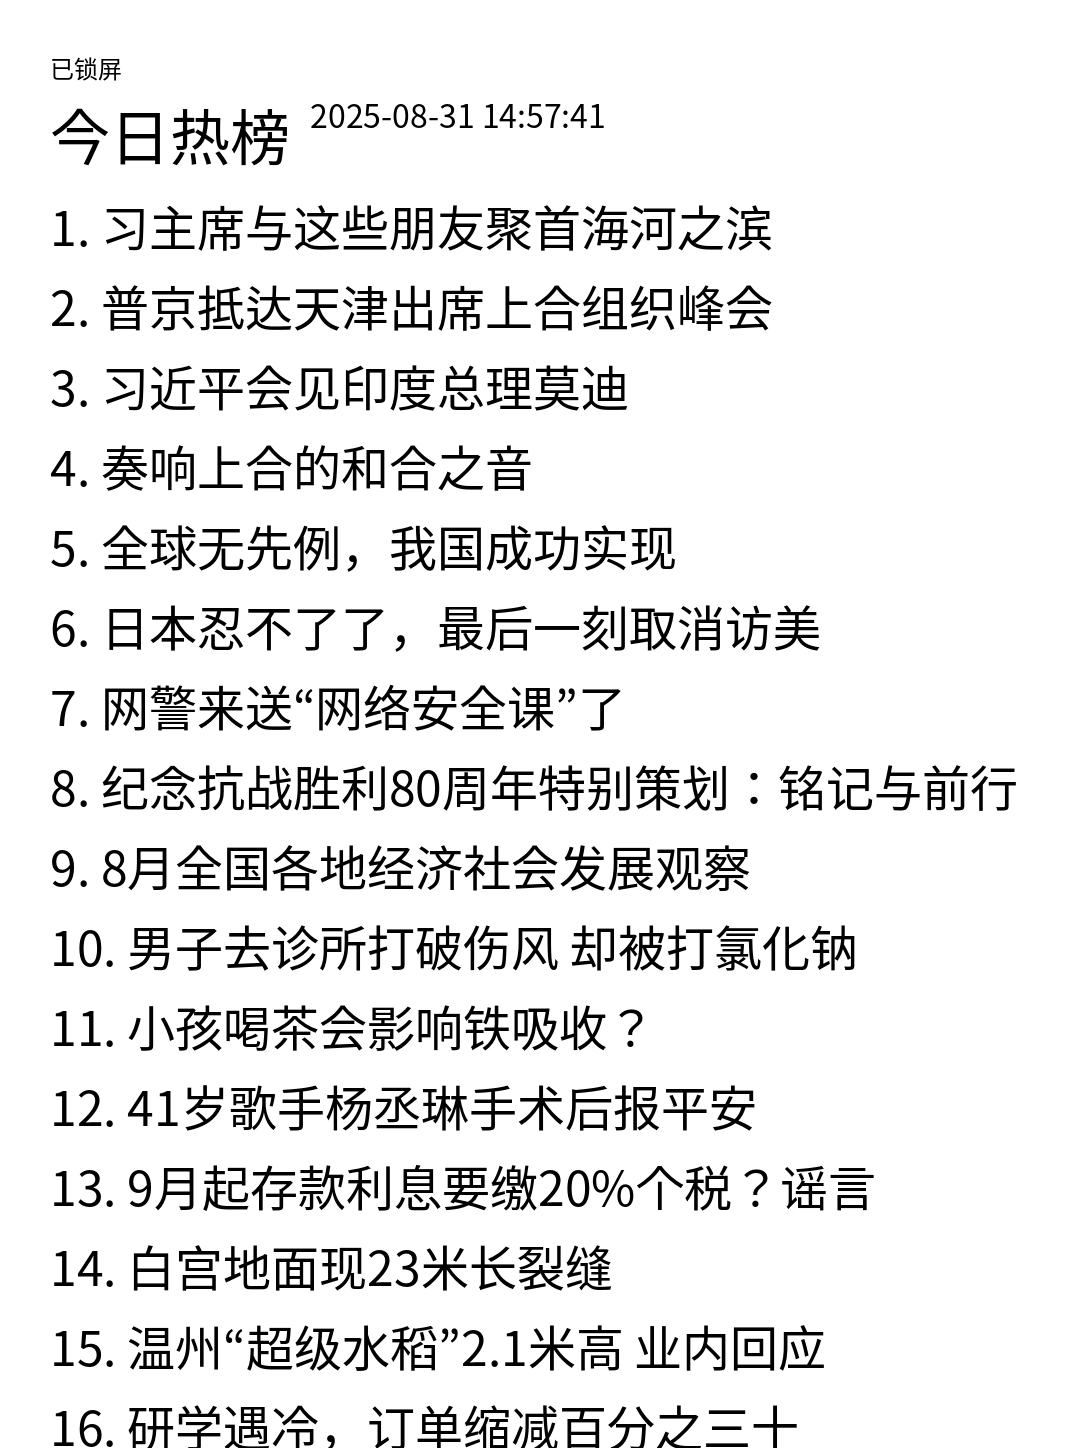 已锁屏
今日热榜 2025-08-31 14:57:41
1. 习主席与这些朋友聚首海河之滨
2. 普京抵达天津出席上合组织峰会
3. 习近平会见印度总理莫迪
4. 奏响上合的和合之音
5. 全球无先例，我国成功实现
6. 日本忍不了了，最后一刻取消访美
7. 网警来送“网络安全课”了
8. 纪念抗战胜利80周年特别策划：铭记与前行
9. 8月全国各地经济社会发展观察
10. 男子去诊所打破伤风 却被打氯化钠
11. 小孩喝茶会影响铁吸收？
12. 41岁歌手杨丞琳手术后报平安
13. 9月起存款利息要缴20%个税？谣言
14. 白宫地面现23米长裂缝
15. 温州“超级水稻”2.1米高 业内回应
16. 研学遇冷，订单缩减百分之三十